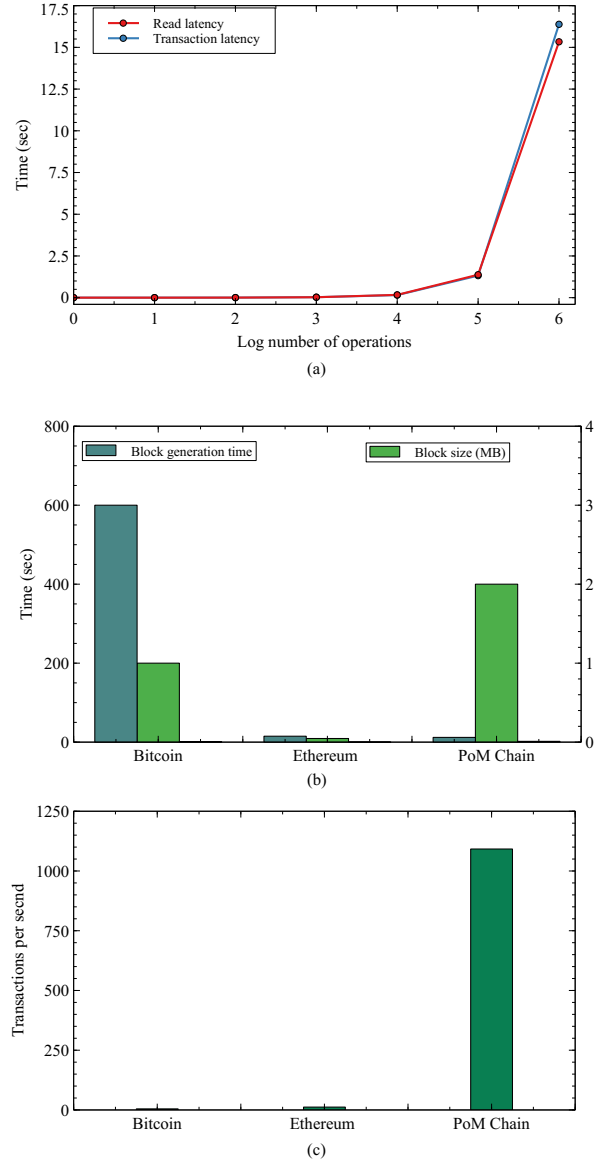 17.5
15
12.5
10
7.5
5
2.5
0
Time (sec)
Read latency
Transaction latency
0 1 2 3 4 5 6
Log number of operations
(a)
800
600
400
200
0
Time (sec)
Block generation time
Block size (MB)
4
3
2
1
0
Bitcoin Ethereum PoM Chain
(b)
1250
1000
750
500
250
0
Transactions per secnd
Bitcoin Ethereum PoM Chain
(c)